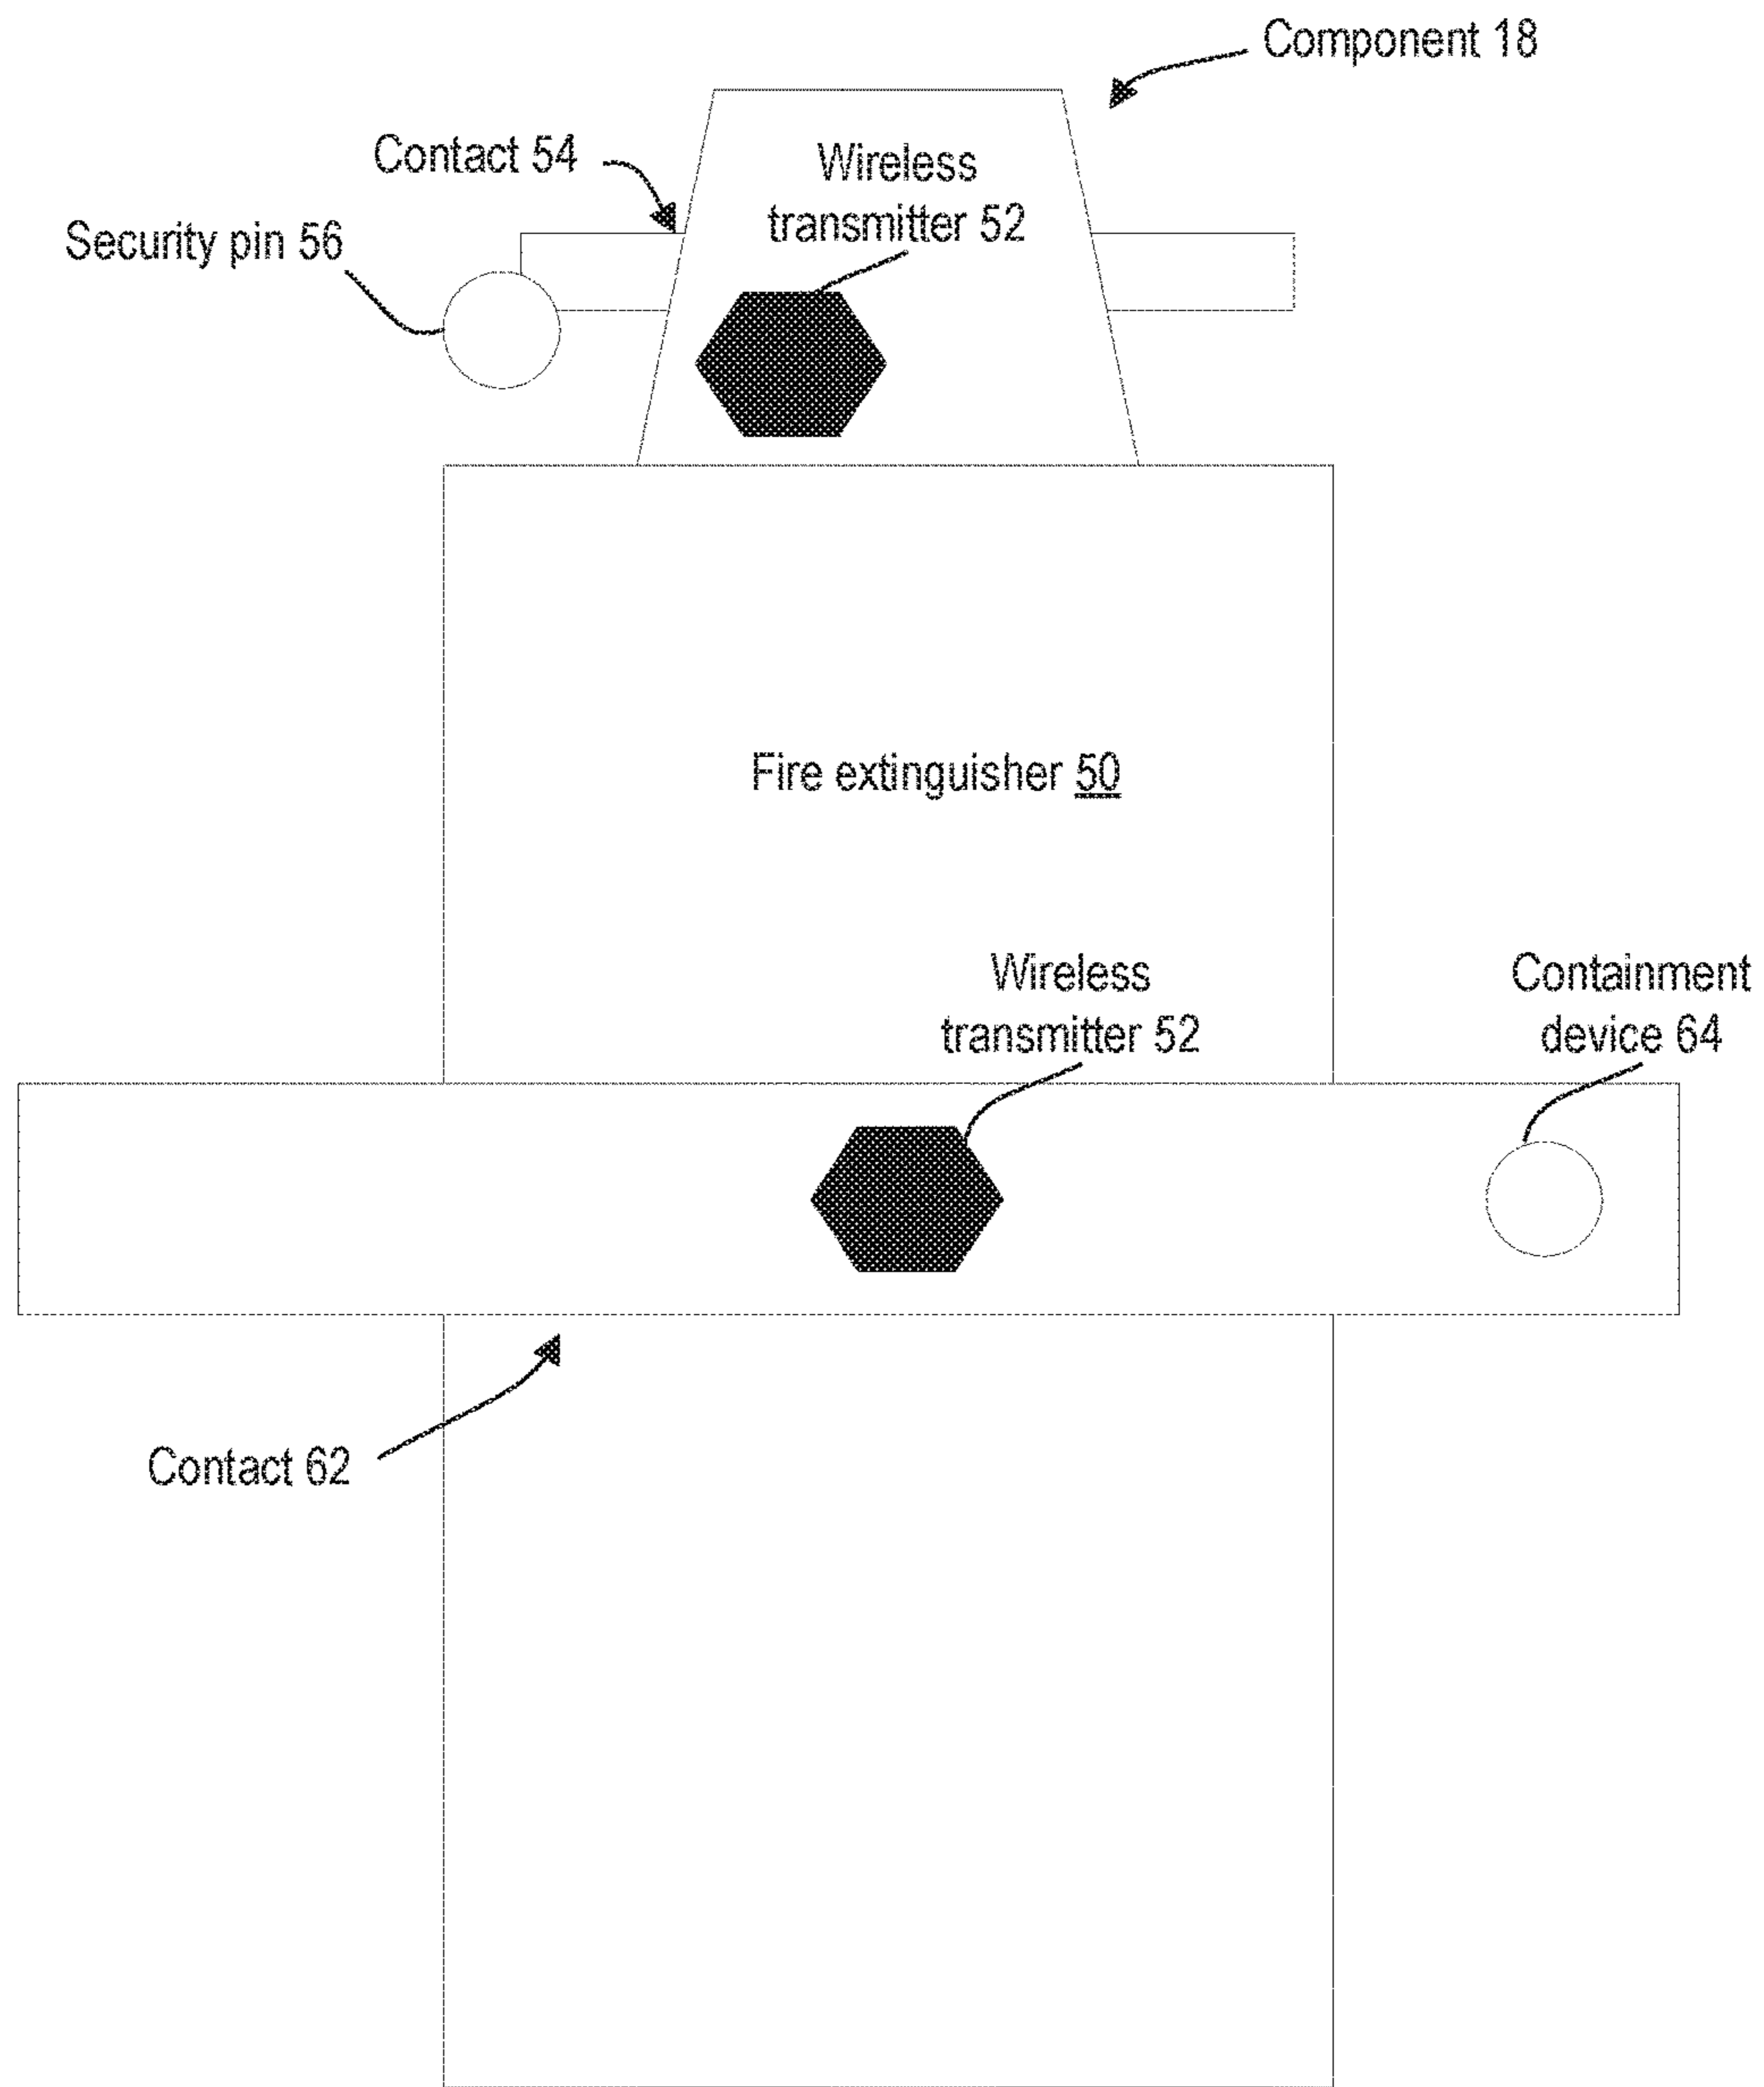 Component 18
Contact 54
Wireless
transmitter 52
Security pin 56
Fire extinguisher 50
Wireless
transmitter 52
Containment
device 64
Contact 62